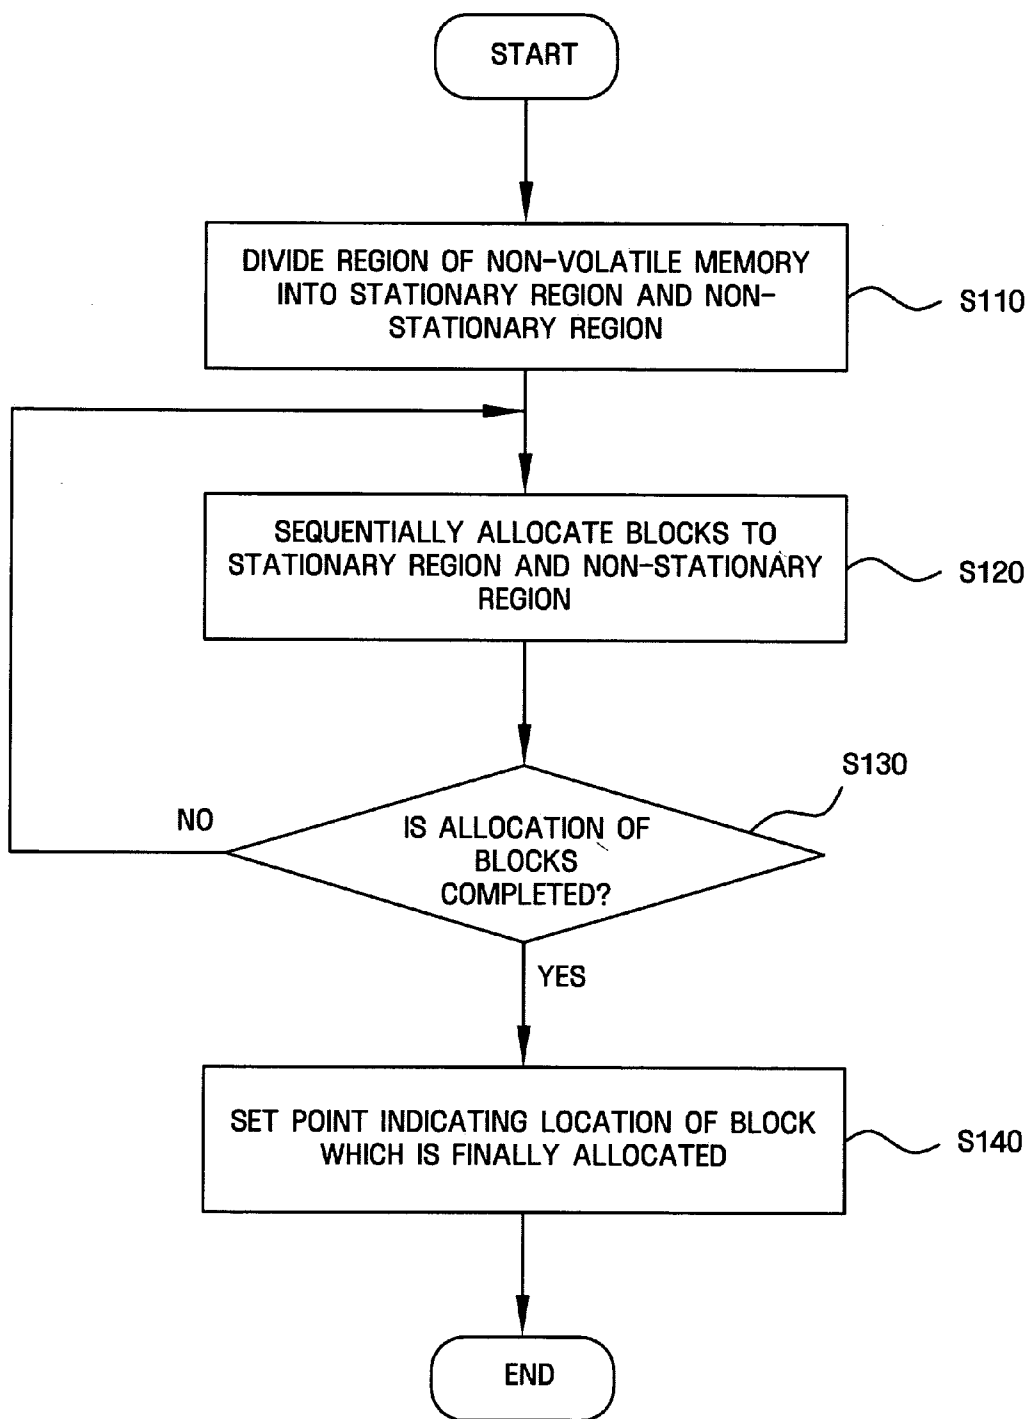 START
DIVIDE REGION OF NON-VOLATILE MEMORY
INTO STATIONARY REGION AND NON-
STATIONARY REGION
S110
SEQUENTIALLY ALLOCATE BLOCKS TO
STATIONARY REGION AND NON-STATIONARY
REGION
S120
S130
NO
IS ALLOCATION OF
BLOCKS
COMPLETED?
YES
SET POINT INDICATING LOCATION OF BLOCK
WHICH IS FINALLY ALLOCATED
S140
END